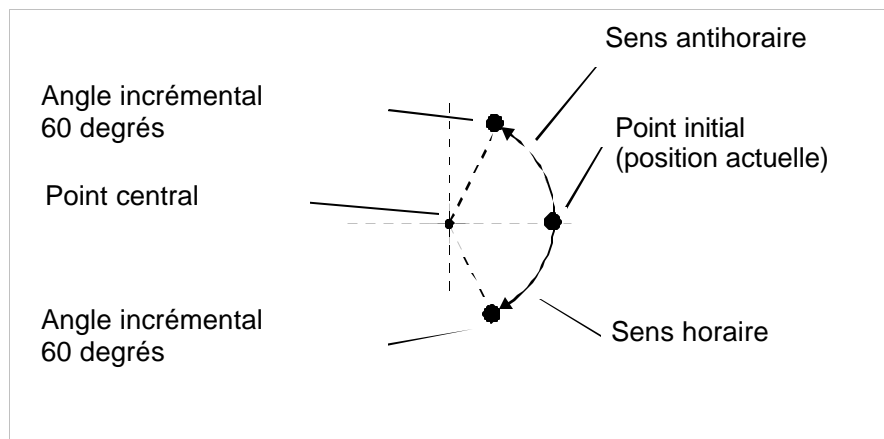 Sens antihoraire
Angle incrémental
60 degrés
Point initial
(position actuelle)
Point central
Angle incrémental
60 degrés
Sens horaire